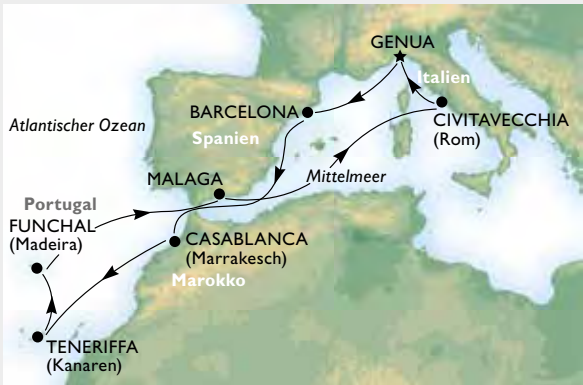 GENUA
Italien
BARCELONA
CIVITAVECCHIA
(Rom)
Atlantischer Ozean
Spanien
MALAGA
Mittelmeer
Portugal
FUNCHAL
(Madeira)
CASABLANCA
(Marrakesch)
Marokko
TENERIFFA
(Kanaren)